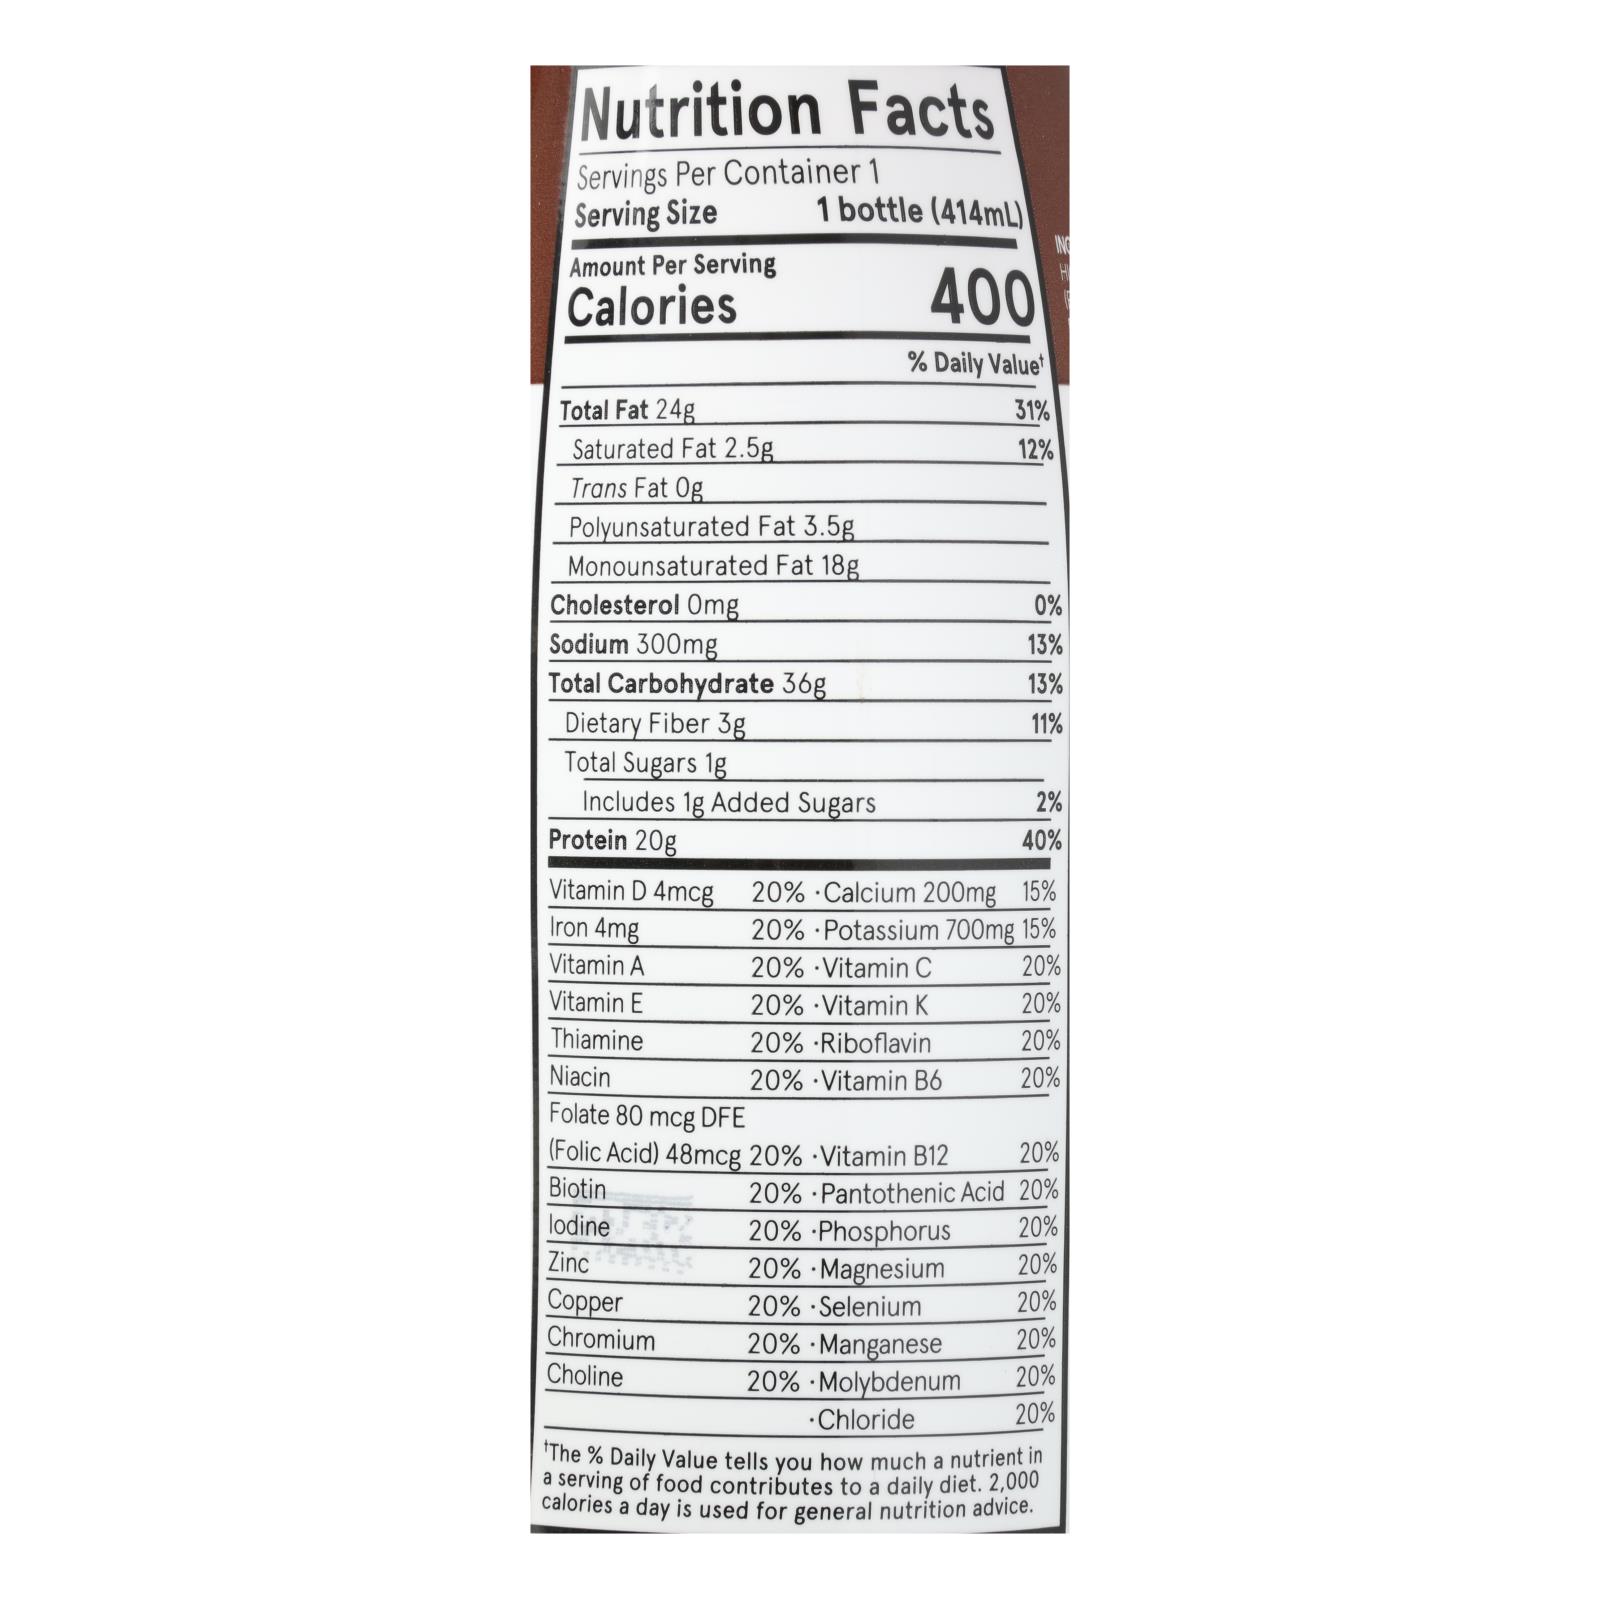 Nutrition Facts
Servings Per Container 1
Serving Size 1 bottle (414mL)
Amount Per Serving
Calories 400
% Daily Value†
Total Fat 24g 31%
Saturated Fat 2.5g 12%
Trans Fat 0g
Polyunsaturated Fat 3.5g
Monounsaturated Fat 18g
Cholesterol 0mg 0%
Sodium 300mg 13%
Total Carbohydrate 36g 13%
Dietary Fiber 3g 11%
Total Sugars 1g
Includes 1g Added Sugars 2%
Protein 20g 40%
Vitamin D 4mcg 20% · Calcium 200mg 15%
Iron 4mg 20% · Potassium 700mg 15%
Vitamin A 20% · Vitamin C 20%
Vitamin E 20% · Vitamin K 20%
Thiamine 20% · Riboflavin 20%
Niacin 20% · Vitamin B6 20%
Folate 80 mcg DFE
(Folic Acid) 48mcg 20% · Vitamin B12 20%
Biotin 20% · Pantothenic Acid 20%
Iodine 20% · Phosphorus 20%
Zinc 20% · Magnesium 20%
Copper 20% · Selenium 20%
Chromium 20% · Manganese 20%
Choline 20% · Molybdenum 20%
· Chloride 20%
†The % Daily Value tells you how much a nutrient in
a serving of food contributes to a daily diet. 2,000
calories a day is used for general nutrition advice.